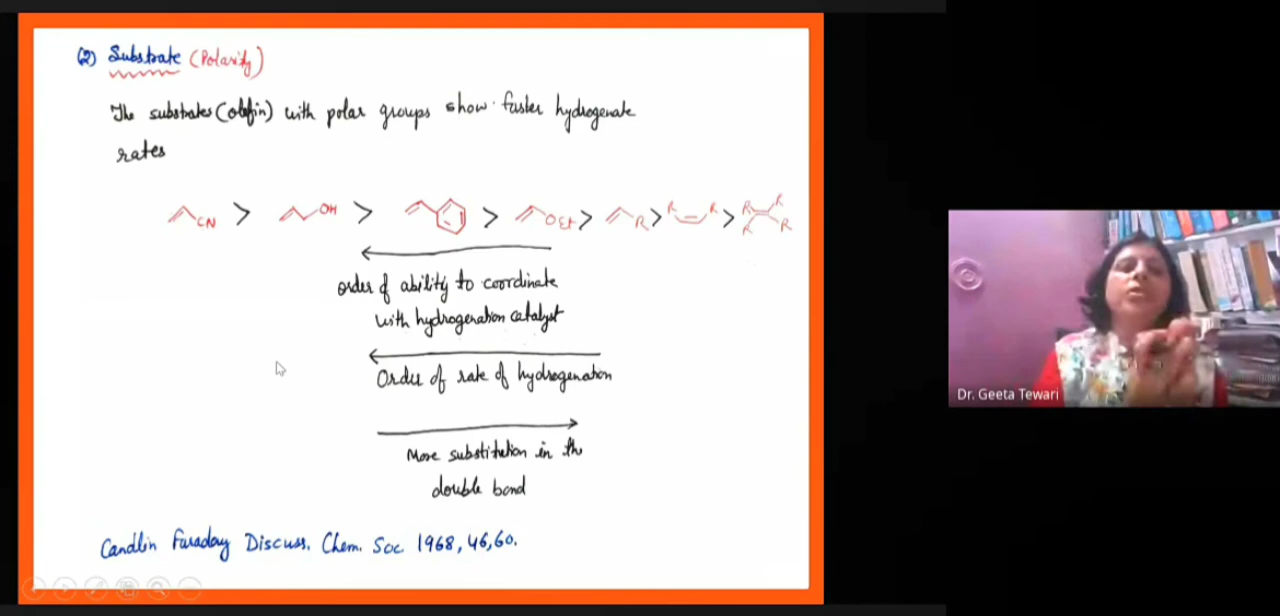 (2) Substrate (Polarity)
The substrates (olefin) with polar groups show faster hydrogenate
rates
CN > OH > > OEt > R > R R > R R R R
order of ability to coordinate
with hydrogenation catalyst
Order of rate of hydrogenation
More substitution in the
double bond
Candlin Faraday Discuss. Chem. Soc. 1968, 46, 60.
Dr. Geeta Tewari